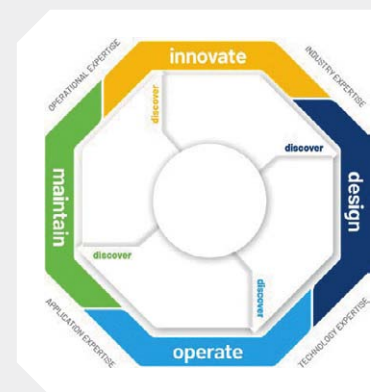 innovate
OPERATIONAL EXPERTISE
INDUSTRY EXPERTISE
discover
discover
maintain
design
discover
discover
APPLICATION EXPERTISE
TECHNOLOGY EXPERTISE
operate